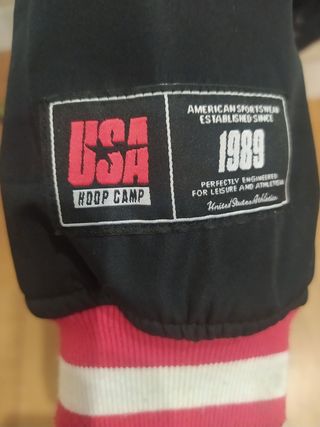 USA
HOOP CAMP
AMERICAN SPORTSWEAR
ESTABLISHED SINCE
1989
PERFECTLY ENGINEERED
FOR LEISURE AND ATHLETICS
United States Athletics